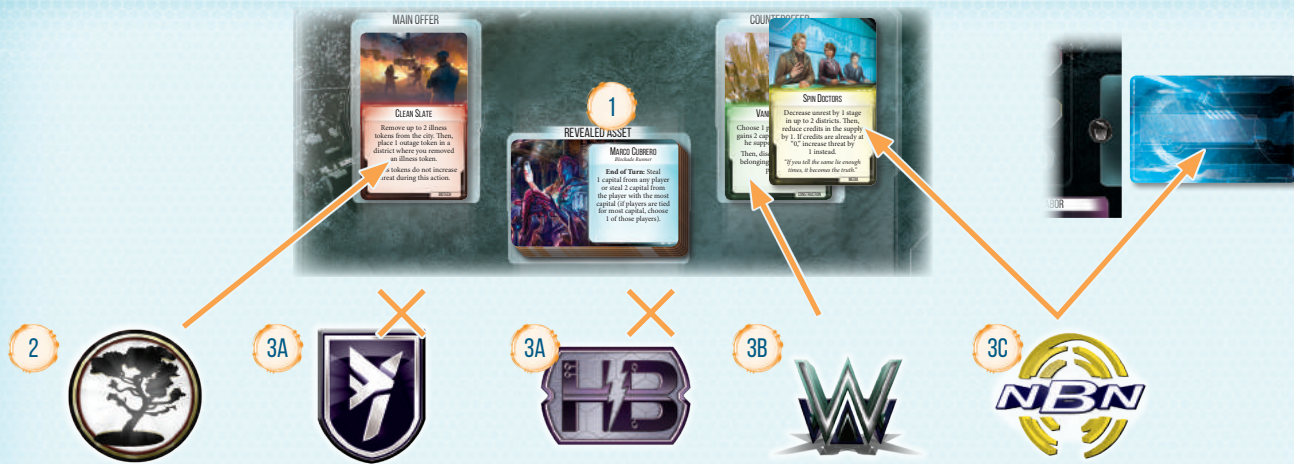 MAIN OFFER
CLEAN SLATE
Remove up to 2 illness
tokens from the city. Then,
place 1 outage token in a
district where you removed
an illness token.
tokens do not increase
threat during this action.
1
REVEALED ASSET
MARCO CUBRERO
Blockade Runner
End of Turn: Steal
1 capital from any player
or steal 2 capital from
the player with the most
capital (if players are tied
for most capital, choose
1 of those players).
COUNTEROFFER
Choose 1
gains 2
he
Then,
belonging
CONSTRUCTION
SPIN DOCTORS
Decrease unrest by 1 stage
in up to 2 districts. Then,
reduce credits in the supply
by 1. If credits are already at
"0," increase threat by
1 instead.
"If you tell the same lie enough
times, it becomes the truth."
2
3A
3A
HB
3B
W
3C
NBN